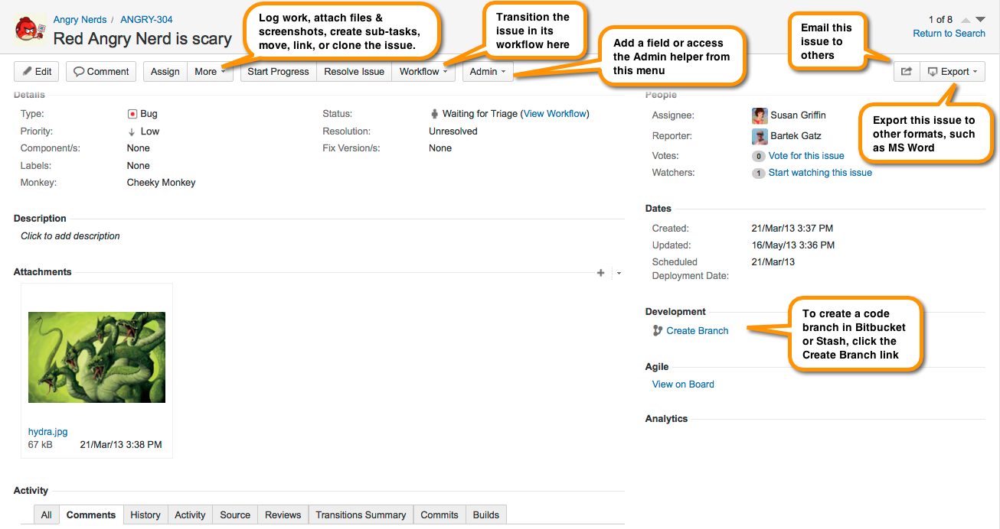 Angry Nerds / ANGRY-304
Red Angry Nerd is scary
Log work, attach files &
screenshots, create sub-tasks,
move, link, or clone the issue.
Transition the
issue in its
workflow here
Add a field or access
the Admin helper from
this menu
Email this
issue to
others
1 of 8
Return to Search
Edit
Comment
Assign
More
Start Progress
Resolve Issue
Workflow
Admin
Export
Export this issue to
other formats, such
as MS Word
Details
Type: Bug
Priority: Low
Component/s: None
Labels: None
Monkey: Cheeky Monkey
Status: Waiting for Triage (View Workflow)
Resolution: Unresolved
Fix Version/s: None
Description
Click to add description
Attachments
hydra.jpg
67 kB 21/Mar/13 3:38 PM
People
Assignee: Susan Griffin
Reporter: Bartek Gatz
Votes: 0 Vote for this issue
Watchers: 1 Start watching this issue
Dates
Created: 21/Mar/13 3:37 PM
Updated: 16/May/13 3:36 PM
Scheduled 21/Mar/13
Deployment Date:
Development
Create Branch
To create a code
branch in Bitbucket
or Stash, click the
Create Branch link
Agile
View on Board
Analytics
Activity
All Comments History Activity Source Reviews Transitions Summary Commits Builds